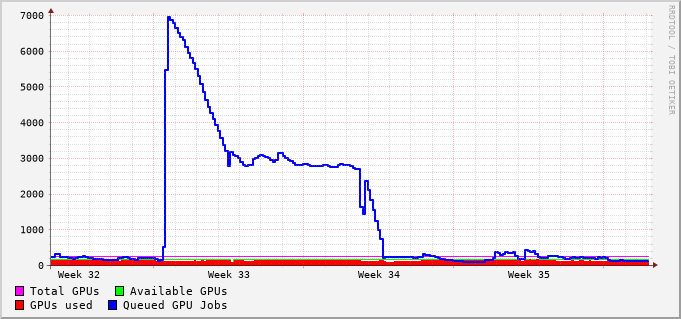 7000
6000
5000
4000
3000
2000
1000
0
Week 32 Week 33 Week 34 Week 35
Total GPUs Available GPUs
GPUs used Queued GPU Jobs
RRDTOOL / TOBI OETIKER